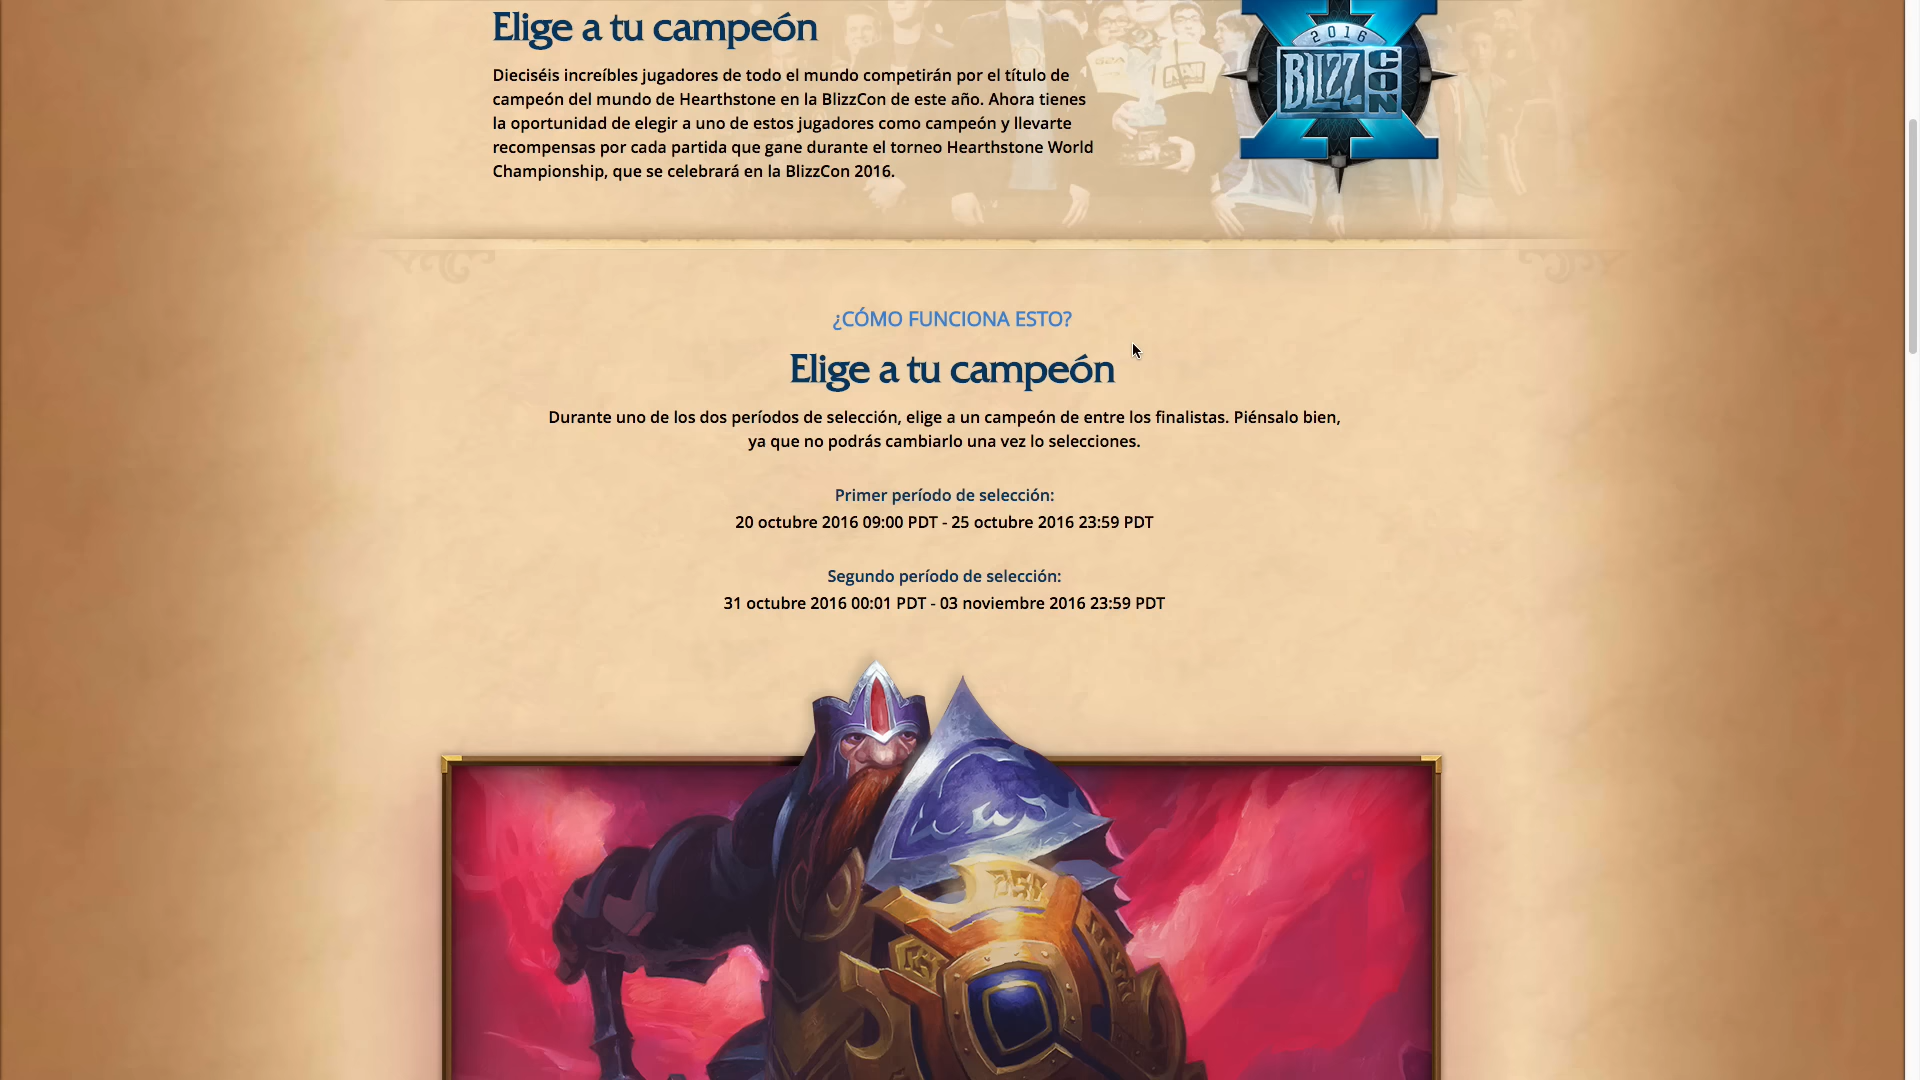 Elige a tu campeón
Dieciséis increíbles jugadores de todo el mundo competirán por el título de
campeón del mundo de Hearthstone en la BlizzCon de este año. Ahora tienes
la oportunidad de elegir a uno de estos jugadores como campeón y llevarte
recompensas por cada partida que gane durante el torneo Hearthstone World
Championship, que se celebrará en la BlizzCon 2016.
2016
BLIZZ
CON
¿CÓMO FUNCIONA ESTO?
Elige a tu campeón
Durante uno de los dos períodos de selección, elige a un campeón de entre los finalistas. Piénsalo bien,
ya que no podrás cambiarlo una vez lo selecciones.
Primer período de selección:
20 octubre 2016 09:00 PDT - 25 octubre 2016 23:59 PDT
Segundo período de selección:
31 octubre 2016 00:01 PDT - 03 noviembre 2016 23:59 PDT